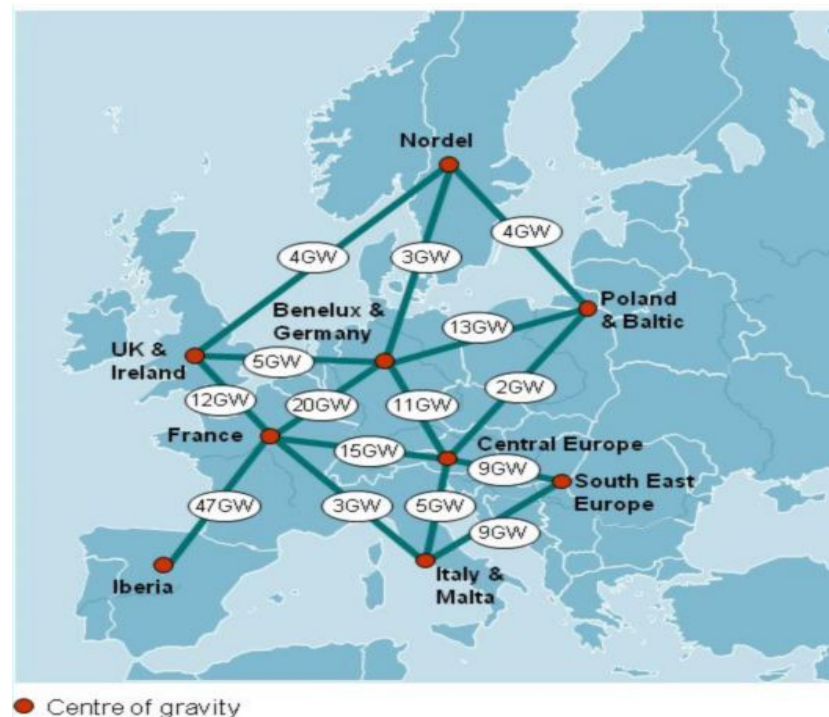 Nordel
4GW
4GW
3GW
Benelux &
Germany
Poland
& Baltic
13GW
UK &
Ireland
5GW
12GW
20GW
11GW
2GW
France
Central Europe
15GW
9GW
South East
Europe
47GW
3GW
5GW
9GW
Iberia
Italy &
Malta
Centre of gravity